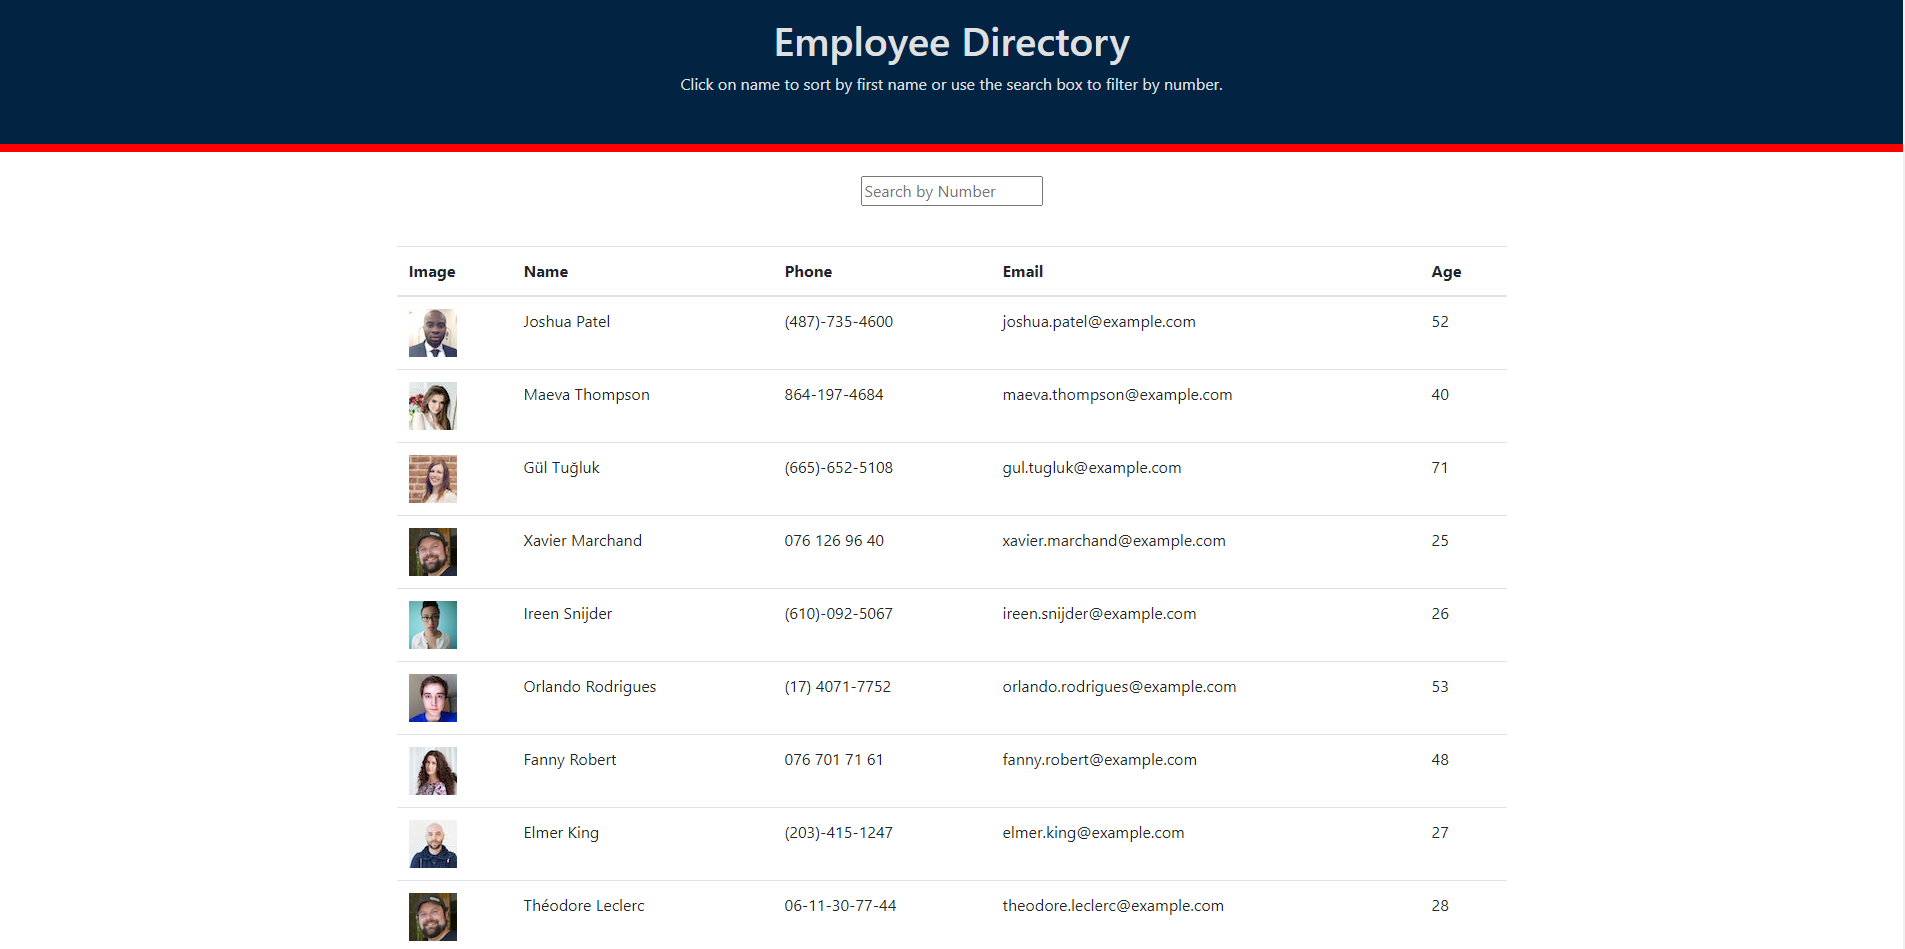 Employee Directory
Click on name to sort by first name or use the search box to filter by number.
Search by Number
Image Name Phone Email Age
Joshua Patel (487)-735-4600 joshua.patel@example.com 52
Maeva Thompson 864-197-4684 maeva.thompson@example.com 40
Gül Tuğluk (665)-652-5108 gul.tugluk@example.com 71
Xavier Marchand 076 126 96 40 xavier.marchand@example.com 25
Ireen Snijder (610)-092-5067 ireen.snijder@example.com 26
Orlando Rodrigues (17) 4071-7752 orlando.rodrigues@example.com 53
Fanny Robert 076 701 71 61 fanny.robert@example.com 48
Elmer King (203)-415-1247 elmer.king@example.com 27
Théodore Leclerc 06-11-30-77-44 theodore.leclerc@example.com 28